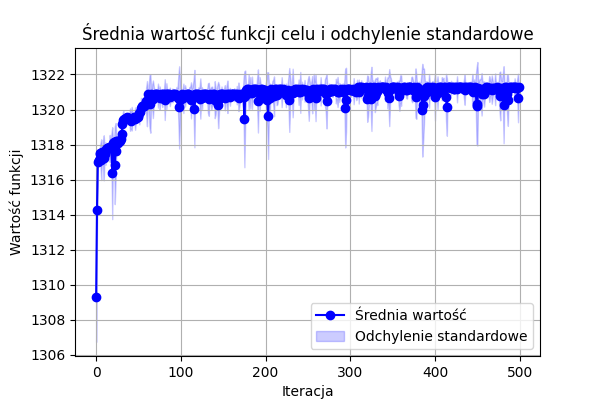 Średnia wartość funkcji celu i odchylenie standardowe
Wartość funkcji
1322
1320
1318
1316
1314
1312
1310
1308
1306
0 100 200 300 400 500
Iteracja
Średnia wartość
Odchylenie standardowe